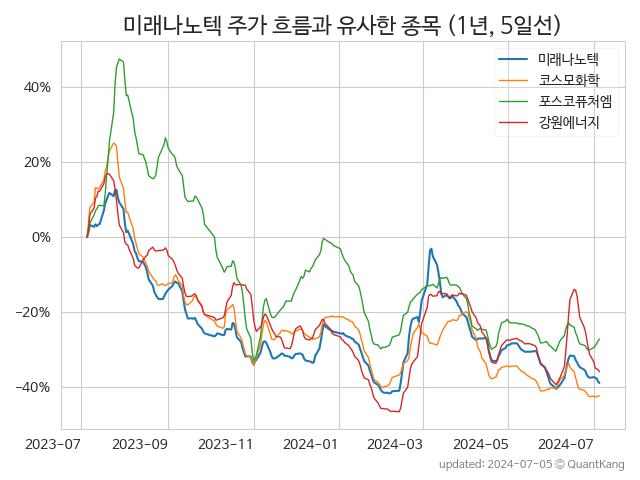 미래나노텍 주가 흐름과 유사한 종목 (1년, 5일선)
미래나노텍
코스모화학
포스코퓨처엠
강원에너지
40%
20%
0%
−20%
−40%
2023-07 2023-09 2023-11 2024-01 2024-03 2024-05 2024-07
updated: 2024-07-05 © QuantKang